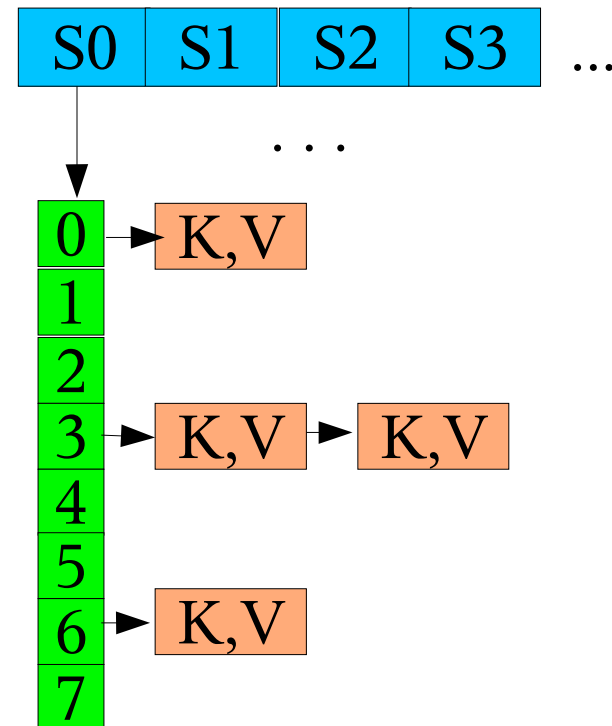 S0 S1 S2 S3 ...
. . .
0 K,V
1
2
3 K,V K,V
4
5
6 K,V
7